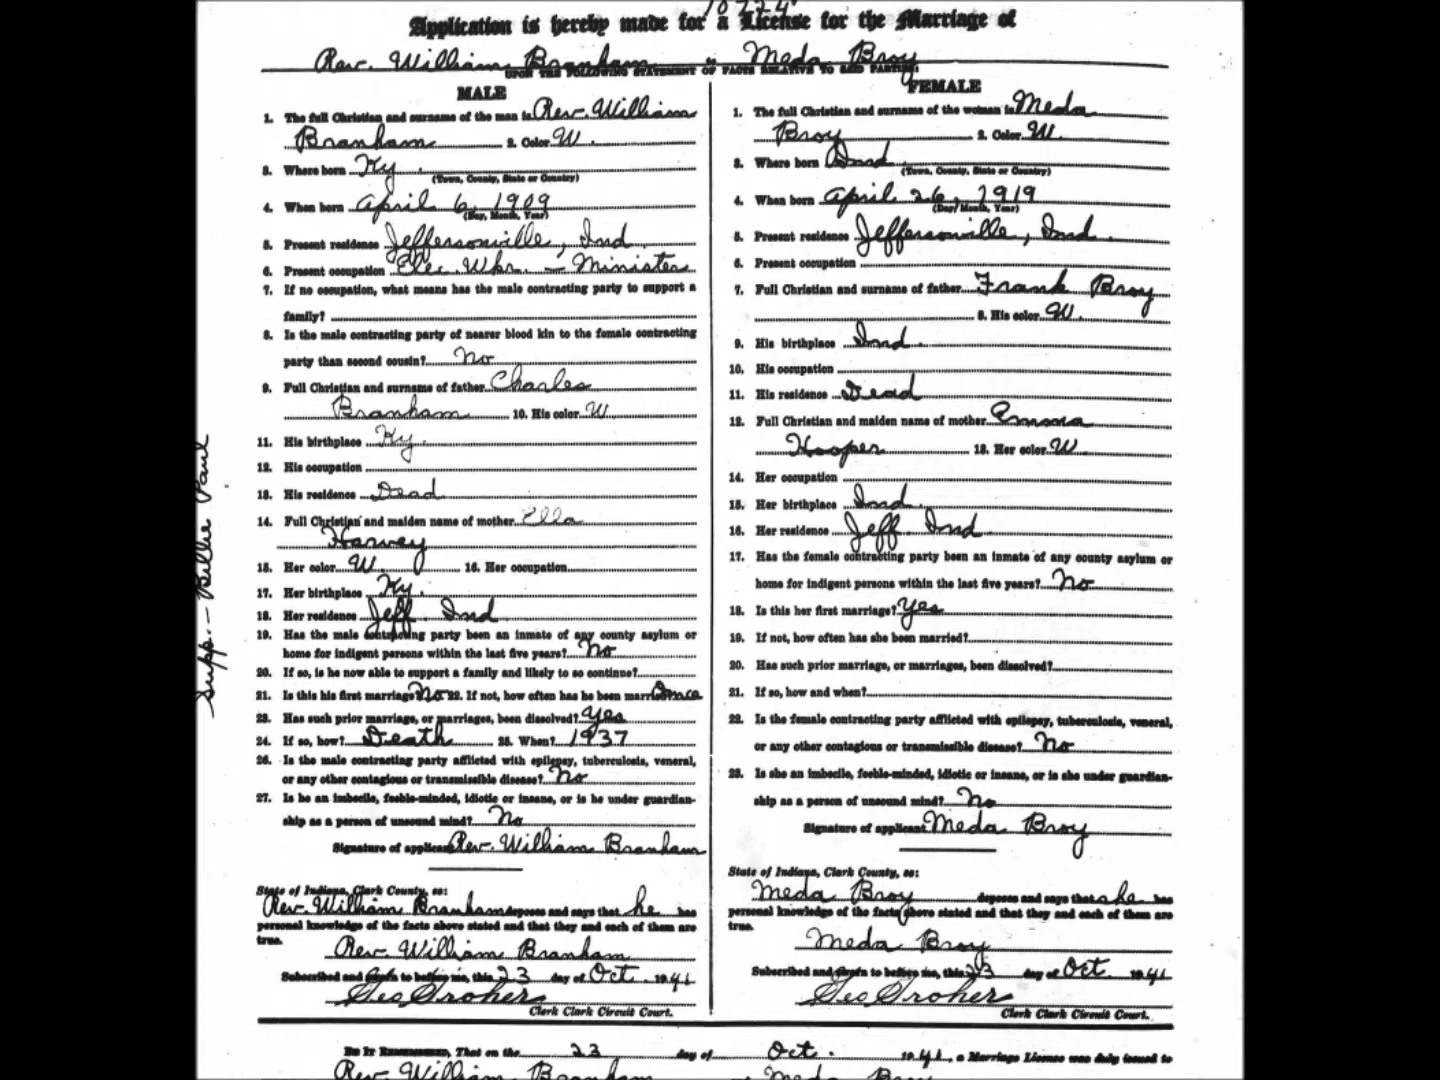 10724
Application is hereby made for a License for the Marriage of
Rev. William Branham to Meda Broy
UPON THE FOLLOWING STATEMENT OF FACTS RELATIVE TO SAID PARTIES:
MALE
1. The full Christian and surname of the man is Rev. William
Branham 2. Color W.
3. Where born Ky.
(Town, County, State or Country)
4. When born April 6, 1909
(Day, Month, Year)
5. Present residence Jeffersonville, Ind
6. Present occupation Elec. Wkr. – Minister
7. If no occupation, what means has the male contracting party to support a
family?
8. Is the male contracting party of nearer blood kin to the female contracting
party than second cousin? No
9. Full Christian and surname of father Charles
Branham 10. His color W
11. His birthplace Ky.
12. His occupation
13. His residence Dead
14. Full Christian and maiden name of mother Ella
Harvey
15. Her color W. 16. Her occupation
17. Her birthplace Ky.
18. Her residence Jeff. Ind
19. Has the male contracting party been an inmate of any county asylum or
home for indigent persons within the last five years? No
20. If so, is he now able to support a family and likely to so continue?
21. Is this his first marriage No 22. If not, how often has he been married Once
23. Has such prior marriage, or marriages, been dissolved? Yes
24. If so, how? Death 25. When? 1937
26. Is the male contracting party afflicted with epilepsy, tuberculosis, veneral,
or any other contagious or transmissible disease? No
27. Is he an imbecile, feeble-minded, idiotic or insane, or is he under guardian-
ship as a person of unsound mind? No
Signature of applicant Rev. William Branham
State of Indiana, Clark County, ss:
Rev. William Branham deposes and says that he has
personal knowledge of the facts above stated and that they and each of them are
true.
Rev. William Branham
Subscribed and sworn to before me, this 23 day of Oct. 1941
Geo Groher
Clerk Clark Circuit Court.
FEMALE
1. The full Christian and surname of the woman is Meda
Broy 2. Color W.
3. Where born Ind
(Town, County, State or Country)
4. When born April 26, 1919
(Day, Month, Year)
5. Present residence Jeffersonville, Ind.
6. Present occupation
7. Full Christian and surname of father Frank Broy
8. His color W.
9. His birthplace Ind.
10. His occupation
11. His residence Dead
12. Full Christian and maiden name of mother Emma
Hooper 13. Her color W
14. Her occupation
15. Her birthplace Ind.
16. Her residence Jeff Ind
17. Has the female contracting party been an inmate of any county asylum or
home for indigent persons within the last five years? No
18. Is this her first marriage? Yes
19. If not, how often has she been married?
20. Has such prior marriage, or marriages, been dissolved?
21. If so, how and when?
22. Is the female contracting party afflicted with epilepsy, tuberculosis, veneral,
or any other contagious or transmissible disease? No
23. Is she an imbecile, feeble-minded, idiotic or insane, or is she under guardian-
ship as a person of unsound mind? No
Signature of applicant Meda Broy
State of Indiana, Clark County, ss:
Meda Broy deposes and says that she has
personal knowledge of the facts above stated and that they and each of them are
true.
Meda Broy
Subscribed and sworn to before me, this 23 day of Oct. 1941
Geo Groher
Clerk Clark Circuit Court.
Supp. – Billie Paul
BE IT REMEMBERED, That on the 23 day of Oct. 1941, a Marriage License was duly issued to
Rev. William Branham Meda Broy